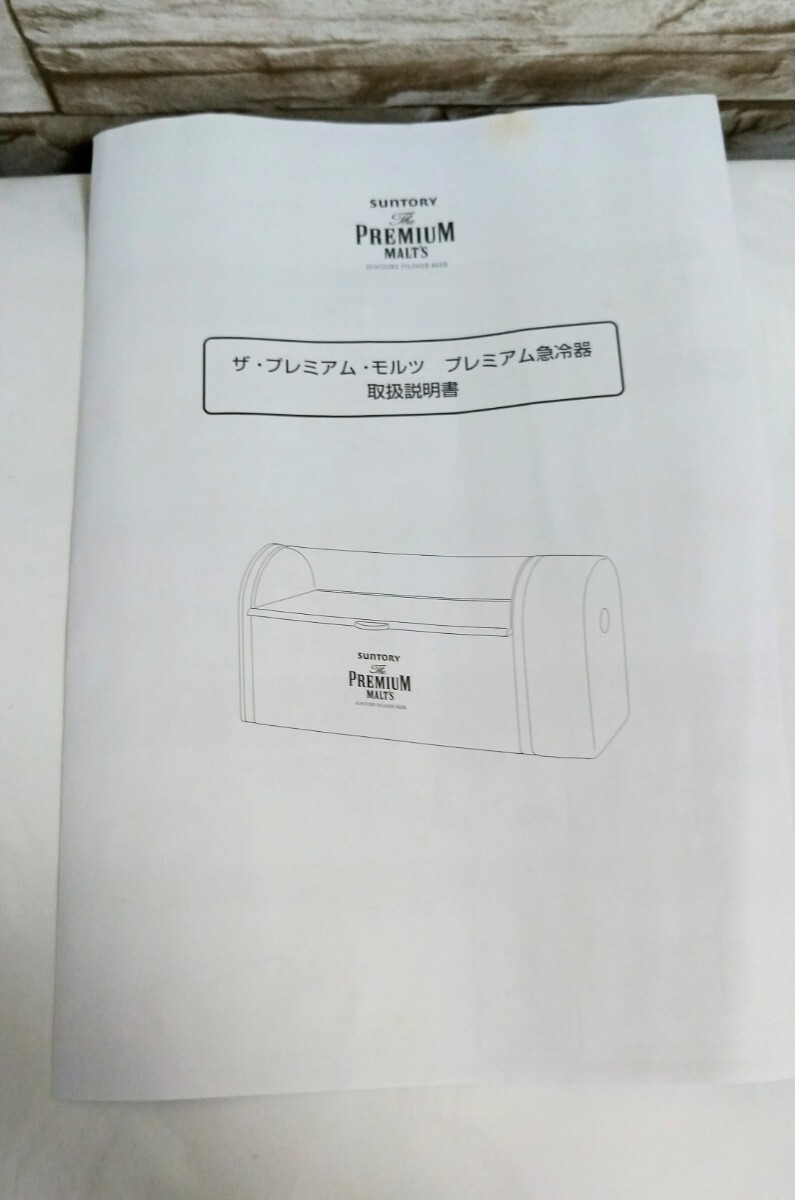 SUNTORY
The
PREMIUM
MALT'S
SUNTORY PILSNER BEER
ザ・プレミアム・モルツ　プレミアム急冷器
取扱説明書
SUNTORY
The
PREMIUM
MALT'S
SUNTORY PILSNER BEER